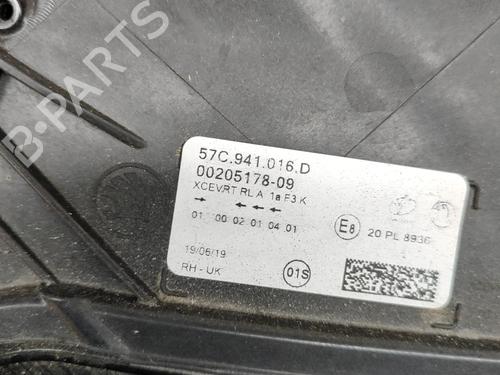 57C.941.016.D
00205178-09
XCEVRT RL A 1a F3 K
01 00 02 01 04 01
E8 20 PL 8936
19/06/19
RH - UK
01S
B-PARTS